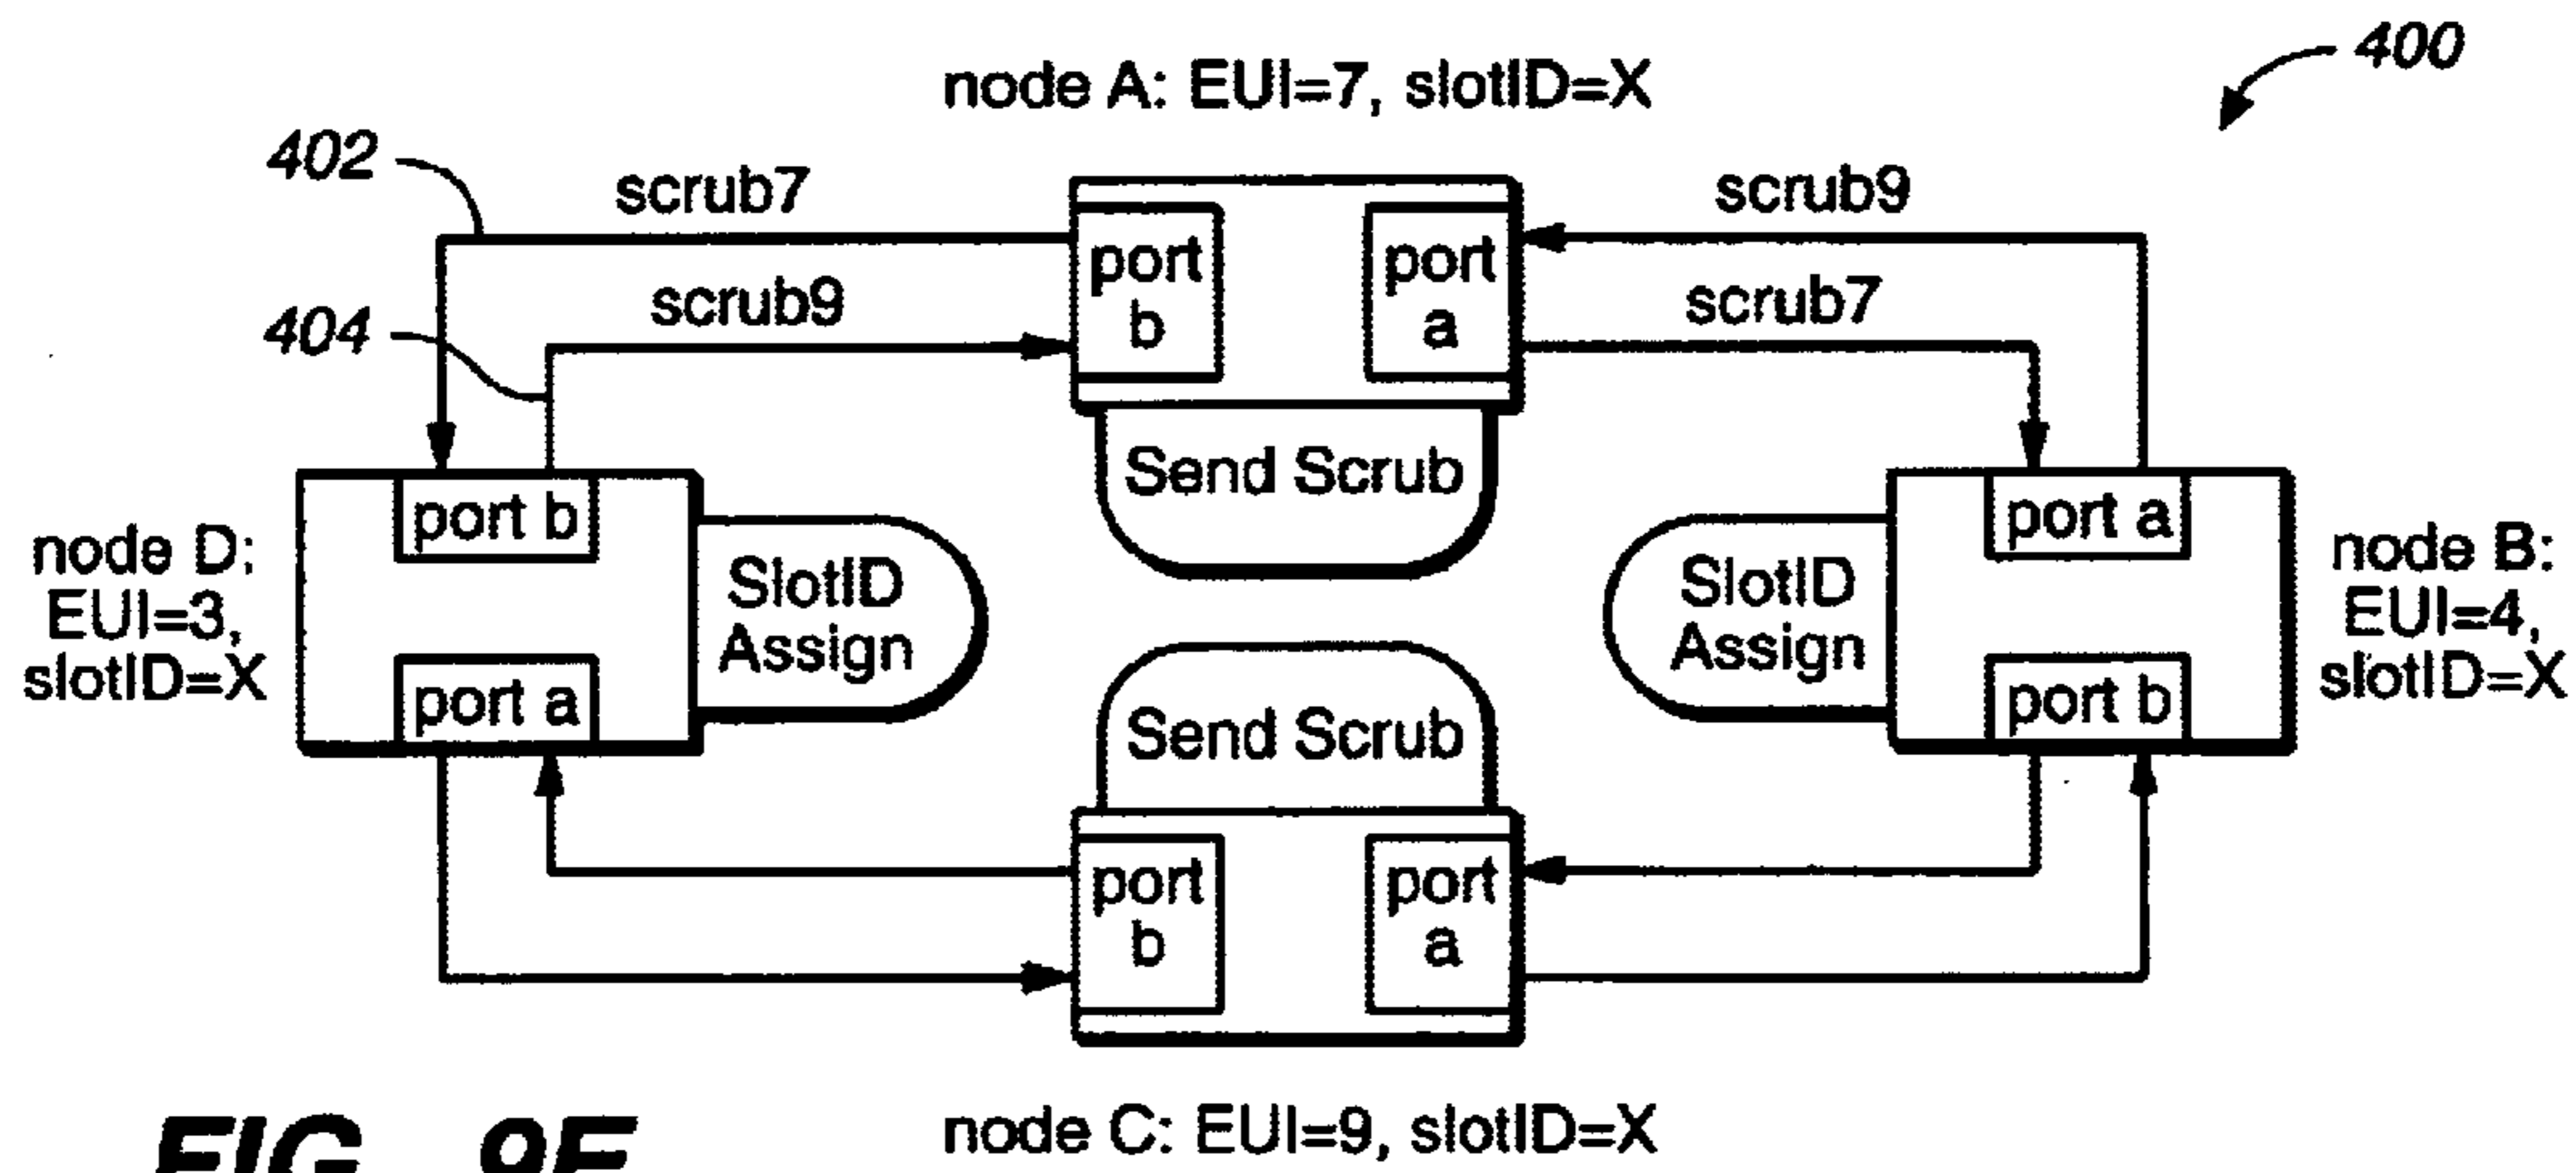 400
node A: EUI=7, slotID=X
402
scrub7
scrub9
port
b
port
a
scrub9
scrub7
404
Send Scrub
port b
port a
node D:
EUI=3,
slotID=X
SlotID
Assign
SlotID
Assign
node B:
EUI=4,
slotID=X
port a
port b
Send Scrub
port
b
port
a
node C: EUI=9, slotID=X